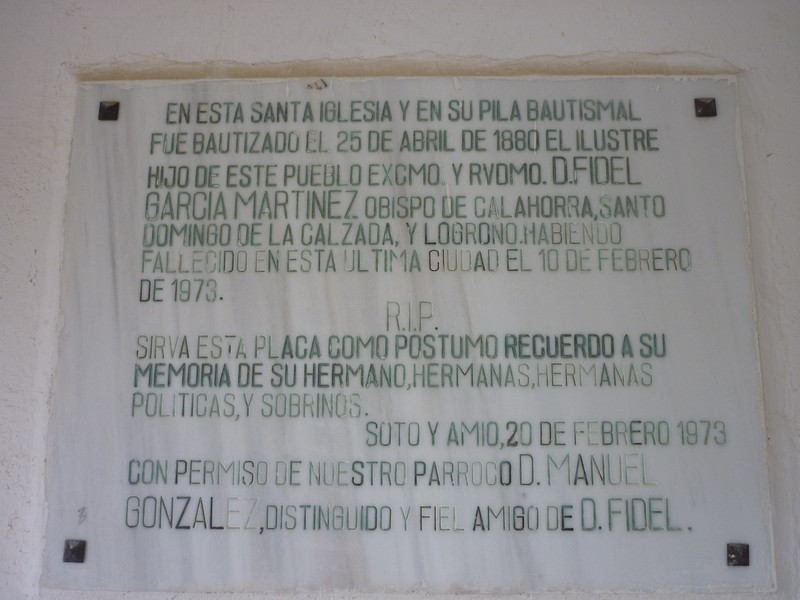 EN ESTA SANTA IGLESIA Y EN SU PILA BAUTISMAL
FUE BAUTIZADO EL 25 DE ABRIL DE 1880 EL ILUSTRE
HIJO DE ESTE PUEBLO EXCMO. Y RVDMO. D.FIDEL
GARCIA MARTINEZ OBISPO DE CALAHORRA, SANTO
DOMINGO DE LA CALZADA, Y LOGRONO. HABIENDO
FALLECIDO EN ESTA ULTIMA CIUDAD EL 10 DE FEBRERO
DE 1973.
R.I.P.
SIRVA ESTA PLACA COMO POSTUMO RECUERDO A SU
MEMORIA DE SU HERMANO, HERMANAS, HERMANAS
POLITICAS, Y SOBRINOS.
SOTO Y AMIO, 20 DE FEBRERO 1973
CON PERMISO DE NUESTRO PARROCO D. MANUEL
GONZALEZ, DISTINGUIDO Y FIEL AMIGO DE D. FIDEL.